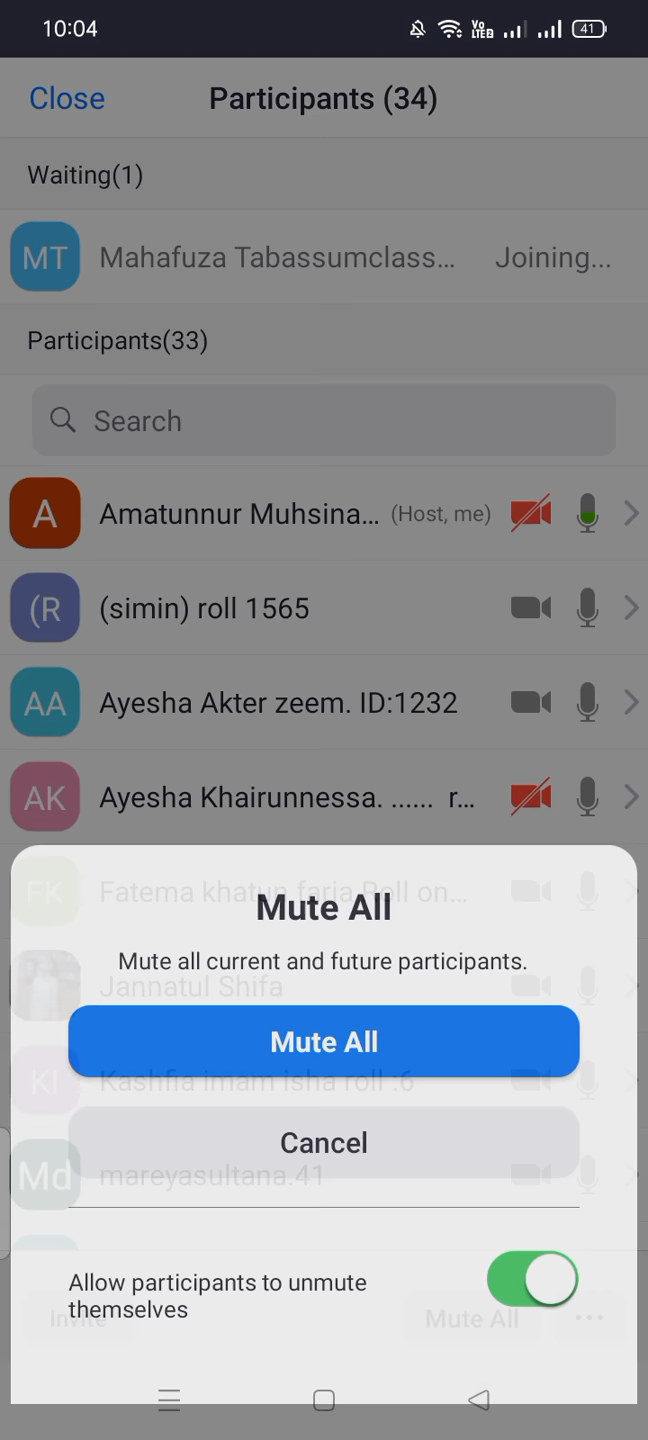 10:04
Vo
LTE2
41
Close
Participants (34)
Waiting(1)
MT
Mahafuza Tabassumclass...
Joining...
Participants(33)
Search
A
Amatunnur Muhsina... (Host, me)
(R
(simin) roll 1565
AA
Ayesha Akter zeem. ID:1232
AK
Ayesha Khairunnessa. ...... r...
FK
Fatema khatun faria Roll on...
Mute All
Mute all current and future participants.
Jannatul Shifa
Mute All
KI
Kashfia imam isha roll :6
Cancel
Md
mareyasultana.41
Allow participants to unmute
themselves
Invite
Mute All
...